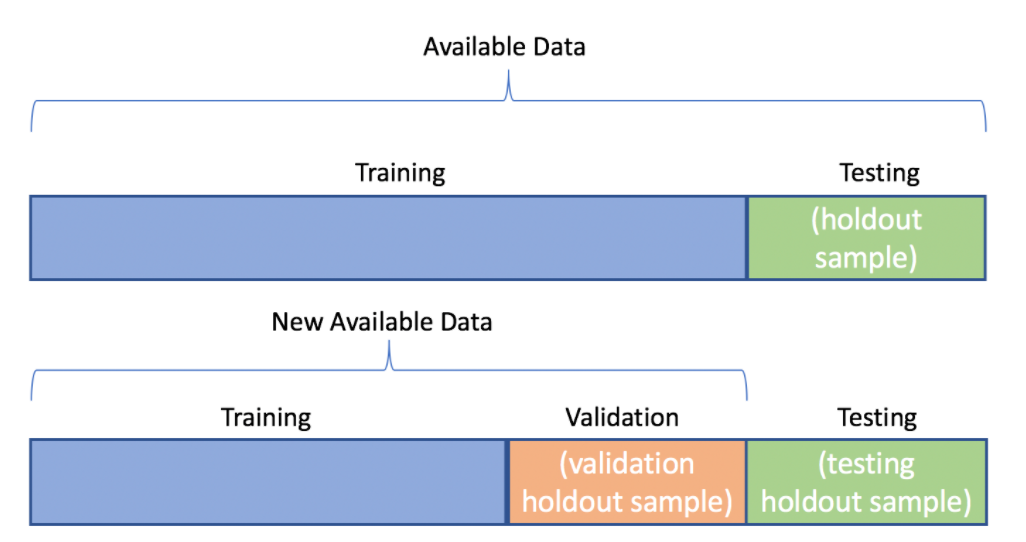 Available Data
Training Testing
(holdout
sample)
New Available Data
Training Validation Testing
(validation (testing
holdout sample) holdout sample)